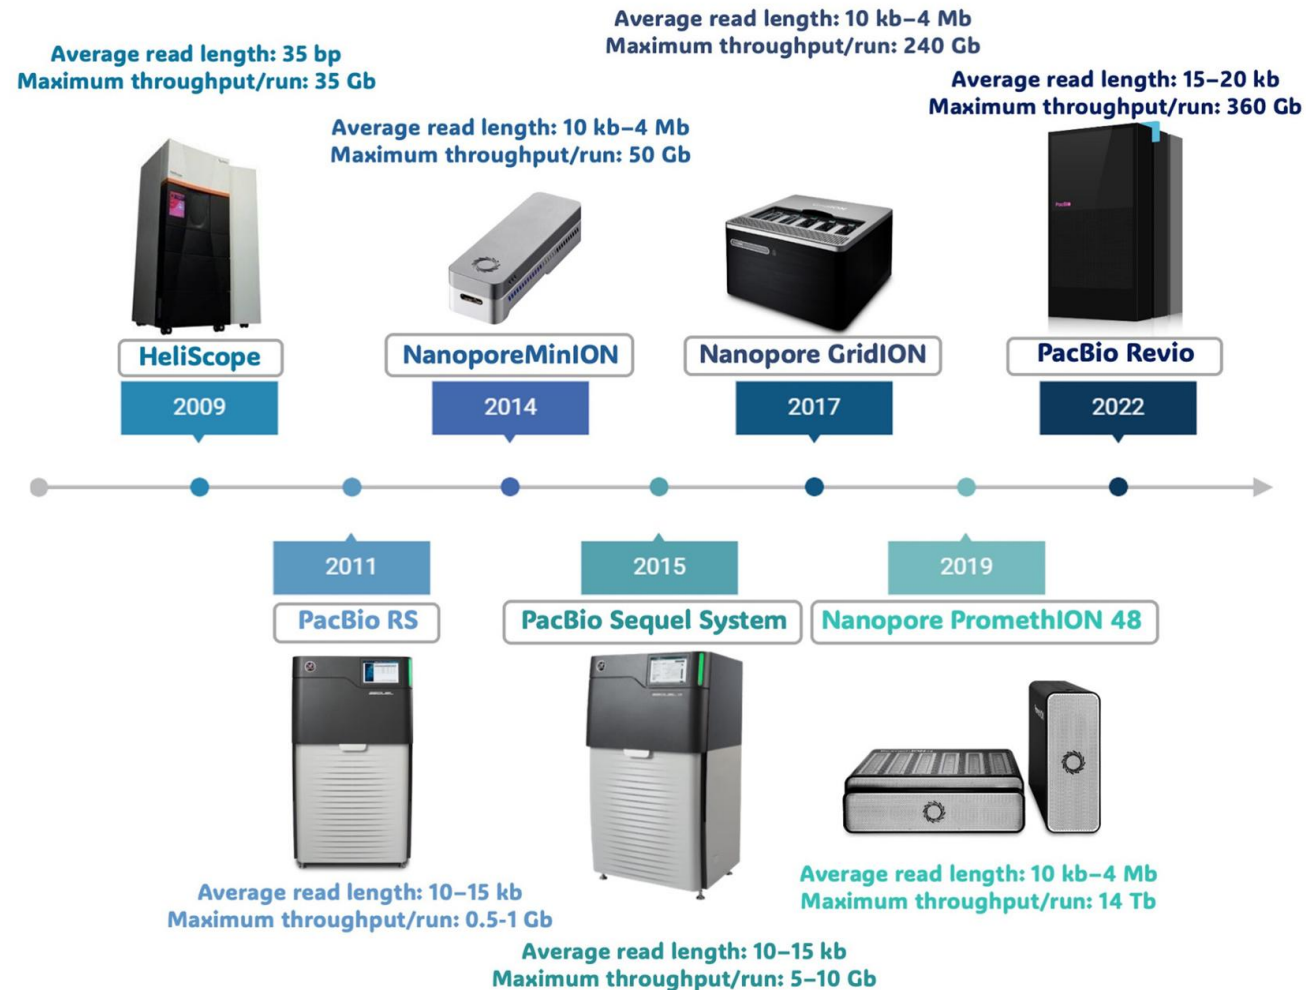 Average read length: 35 bp
Maximum throughput/run: 35 Gb
HeliScope
2009
Average read length: 10 kb–4 Mb
Maximum throughput/run: 50 Gb
NanoporeMinION
2014
Average read length: 10 kb–4 Mb
Maximum throughput/run: 240 Gb
Nanopore GridION
2017
Average read length: 15–20 kb
Maximum throughput/run: 360 Gb
PacBio
PacBio Revio
2022
2011
PacBio RS
Average read length: 10–15 kb
Maximum throughput/run: 0.5-1 Gb
2015
PacBio Sequel System
Average read length: 10–15 kb
Maximum throughput/run: 5–10 Gb
2019
Nanopore PromethION 48
Average read length: 10 kb–4 Mb
Maximum throughput/run: 14 Tb